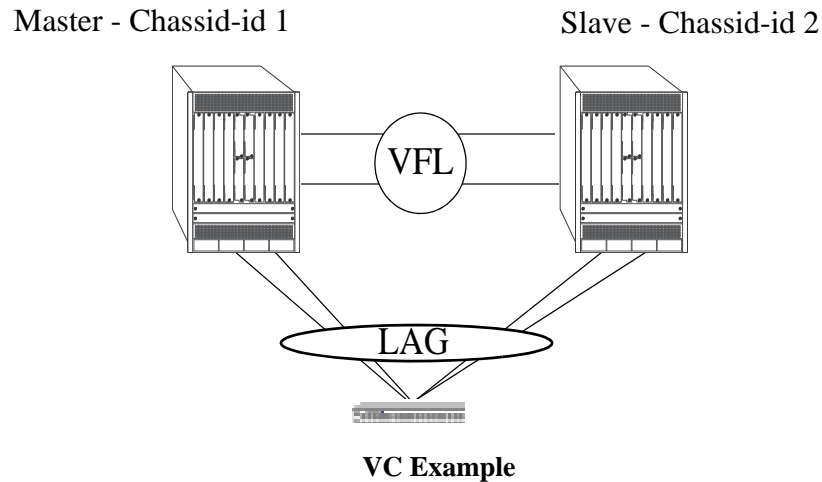 Master - Chassid-id 1
Slave - Chassid-id 2
VFL
LAG
VC Example